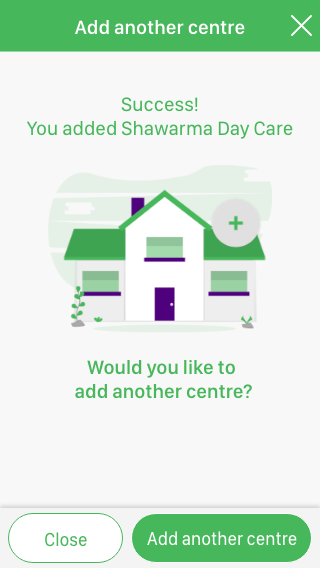 Add another centre
Success!
You added Shawarma Day Care
Would you like to
add another centre?
Close
Add another centre